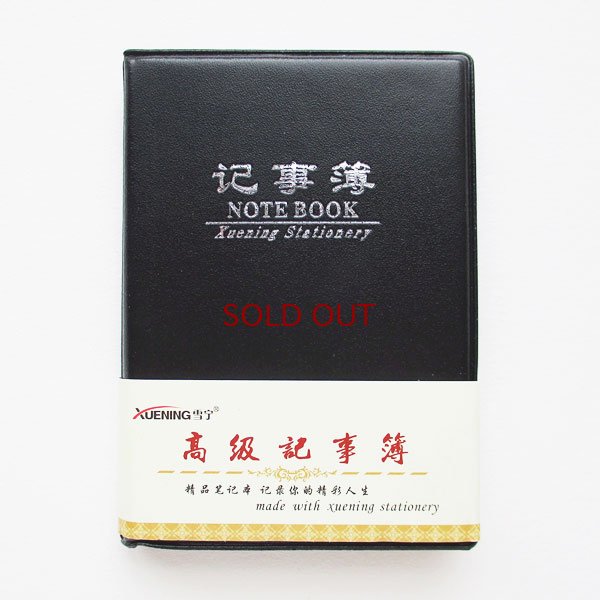 记事簿
NOTE BOOK
Xuening Stationery
SOLD OUT
XUENING雪宁®
高级記事簿
精品笔记本 记录你的精彩人生
made with xuening stationery